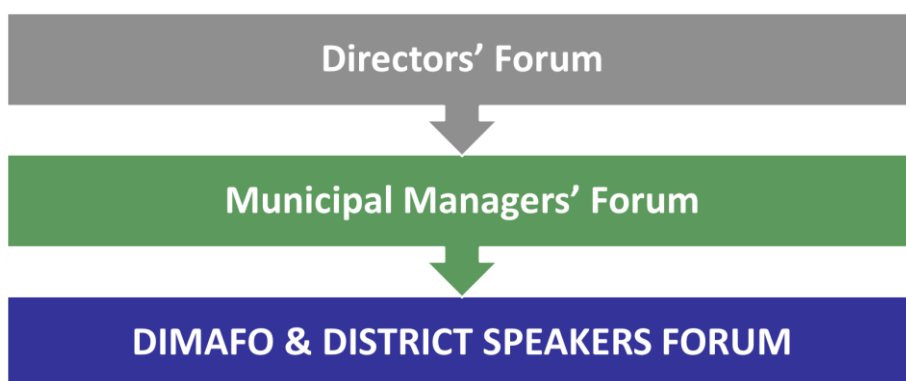 Directors’ Forum
Municipal Managers’ Forum
DIMAFO & DISTRICT SPEAKERS FORUM